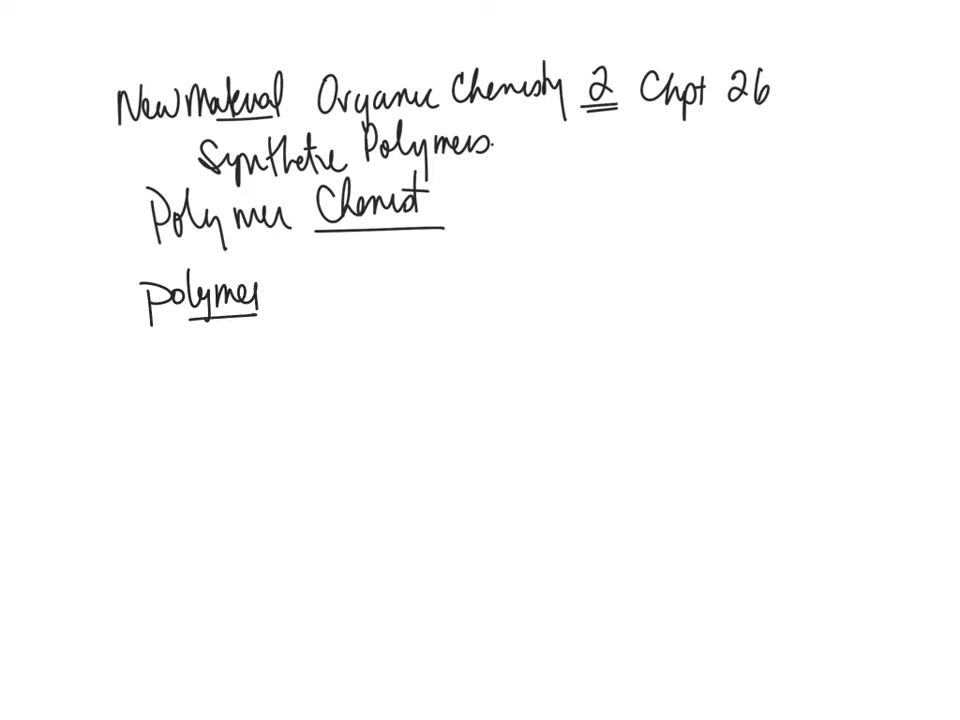 New Material Organic Chemistry 2 Chpt 26
Synthetic Polymers.
Polymer Chemist
polymer